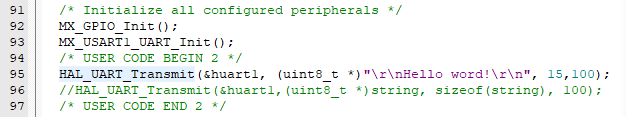 91 /* Initialize all configured peripherals */
92 MX_GPIO_Init();
93 MX_USART1_UART_Init();
94 /* USER CODE BEGIN 2 */
95 HAL_UART_Transmit(&huart1, (uint8_t *)"\r\nHello word!\r\n", 15,100);
96 //HAL_UART_Transmit(&huart1,(uint8_t *)string, sizeof(string), 100);
97 /* USER CODE END 2 */